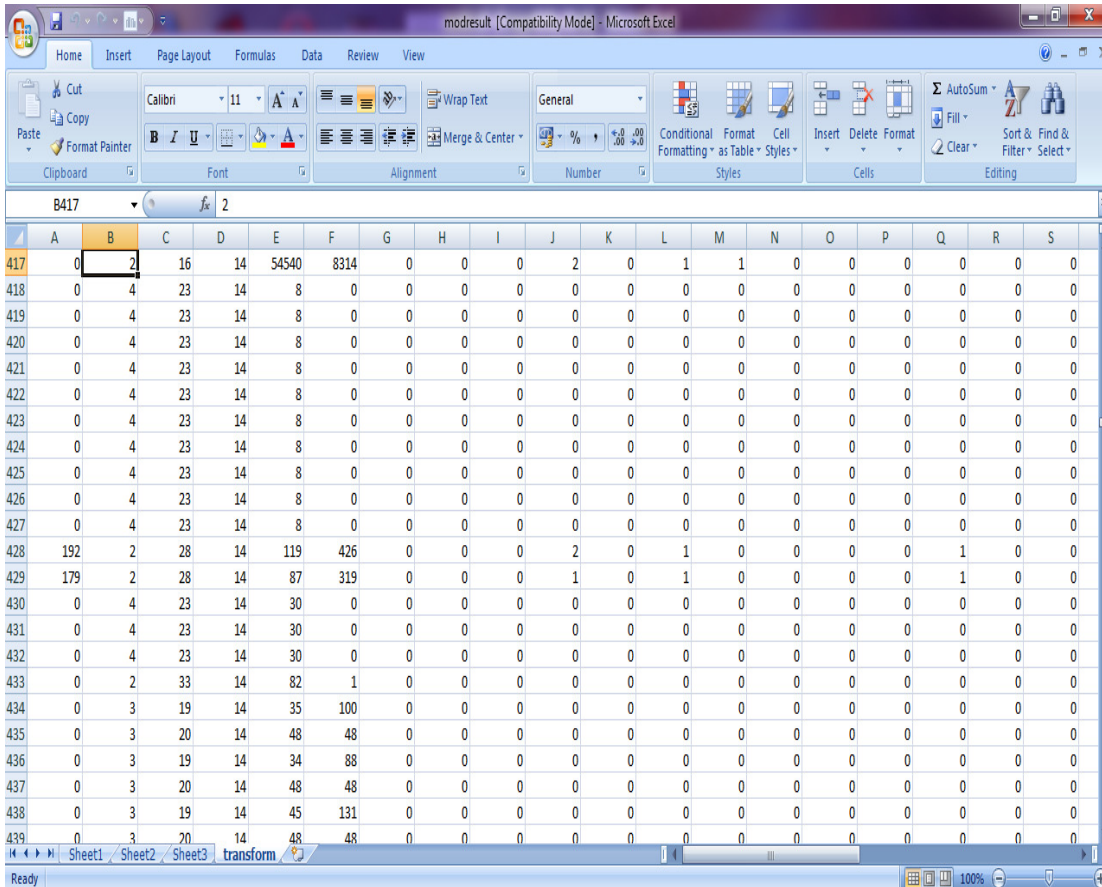 modresult [Compatibility Mode] - Microsoft Excel
Home Insert Page Layout Formulas Data Review View
Cut Calibri 11 A A Wrap Text General Σ AutoSum
Copy Fill
Paste Format Painter B I U A Merge & Center % , .0 .00 .00 .0 Conditional Formatting Format as Table Cell Styles Insert Delete Format Clear Sort & Filter Find & Select
Clipboard Font Alignment Number Styles Cells Editing
B417 fx 2
A B C D E F G H I J K L M N O P Q R S
417 0 2 16 14 54540 8314 0 0 0 2 0 1 1 0 0 0 0 0 0
418 0 4 23 14 8 0 0 0 0 0 0 0 0 0 0 0 0 0 0
419 0 4 23 14 8 0 0 0 0 0 0 0 0 0 0 0 0 0 0
420 0 4 23 14 8 0 0 0 0 0 0 0 0 0 0 0 0 0 0
421 0 4 23 14 8 0 0 0 0 0 0 0 0 0 0 0 0 0 0
422 0 4 23 14 8 0 0 0 0 0 0 0 0 0 0 0 0 0 0
423 0 4 23 14 8 0 0 0 0 0 0 0 0 0 0 0 0 0 0
424 0 4 23 14 8 0 0 0 0 0 0 0 0 0 0 0 0 0 0
425 0 4 23 14 8 0 0 0 0 0 0 0 0 0 0 0 0 0 0
426 0 4 23 14 8 0 0 0 0 0 0 0 0 0 0 0 0 0 0
427 0 4 23 14 8 0 0 0 0 0 0 0 0 0 0 0 0 0 0
428 192 2 28 14 119 426 0 0 0 2 0 1 0 0 0 0 1 0 0
429 179 2 28 14 87 319 0 0 0 1 0 1 0 0 0 0 1 0 0
430 0 4 23 14 30 0 0 0 0 0 0 0 0 0 0 0 0 0 0
431 0 4 23 14 30 0 0 0 0 0 0 0 0 0 0 0 0 0 0
432 0 4 23 14 30 0 0 0 0 0 0 0 0 0 0 0 0 0 0
433 0 2 33 14 82 1 0 0 0 0 0 0 0 0 0 0 0 0 0
434 0 3 19 14 35 100 0 0 0 0 0 0 0 0 0 0 0 0 0
435 0 3 20 14 48 48 0 0 0 0 0 0 0 0 0 0 0 0 0
436 0 3 19 14 34 88 0 0 0 0 0 0 0 0 0 0 0 0 0
437 0 3 20 14 48 48 0 0 0 0 0 0 0 0 0 0 0 0 0
438 0 3 19 14 45 131 0 0 0 0 0 0 0 0 0 0 0 0 0
439 0 3 20 14 48 48 0 0 0 0 0 0 0 0 0 0 0 0 0
Sheet1 Sheet2 Sheet3 transform
Ready 100%